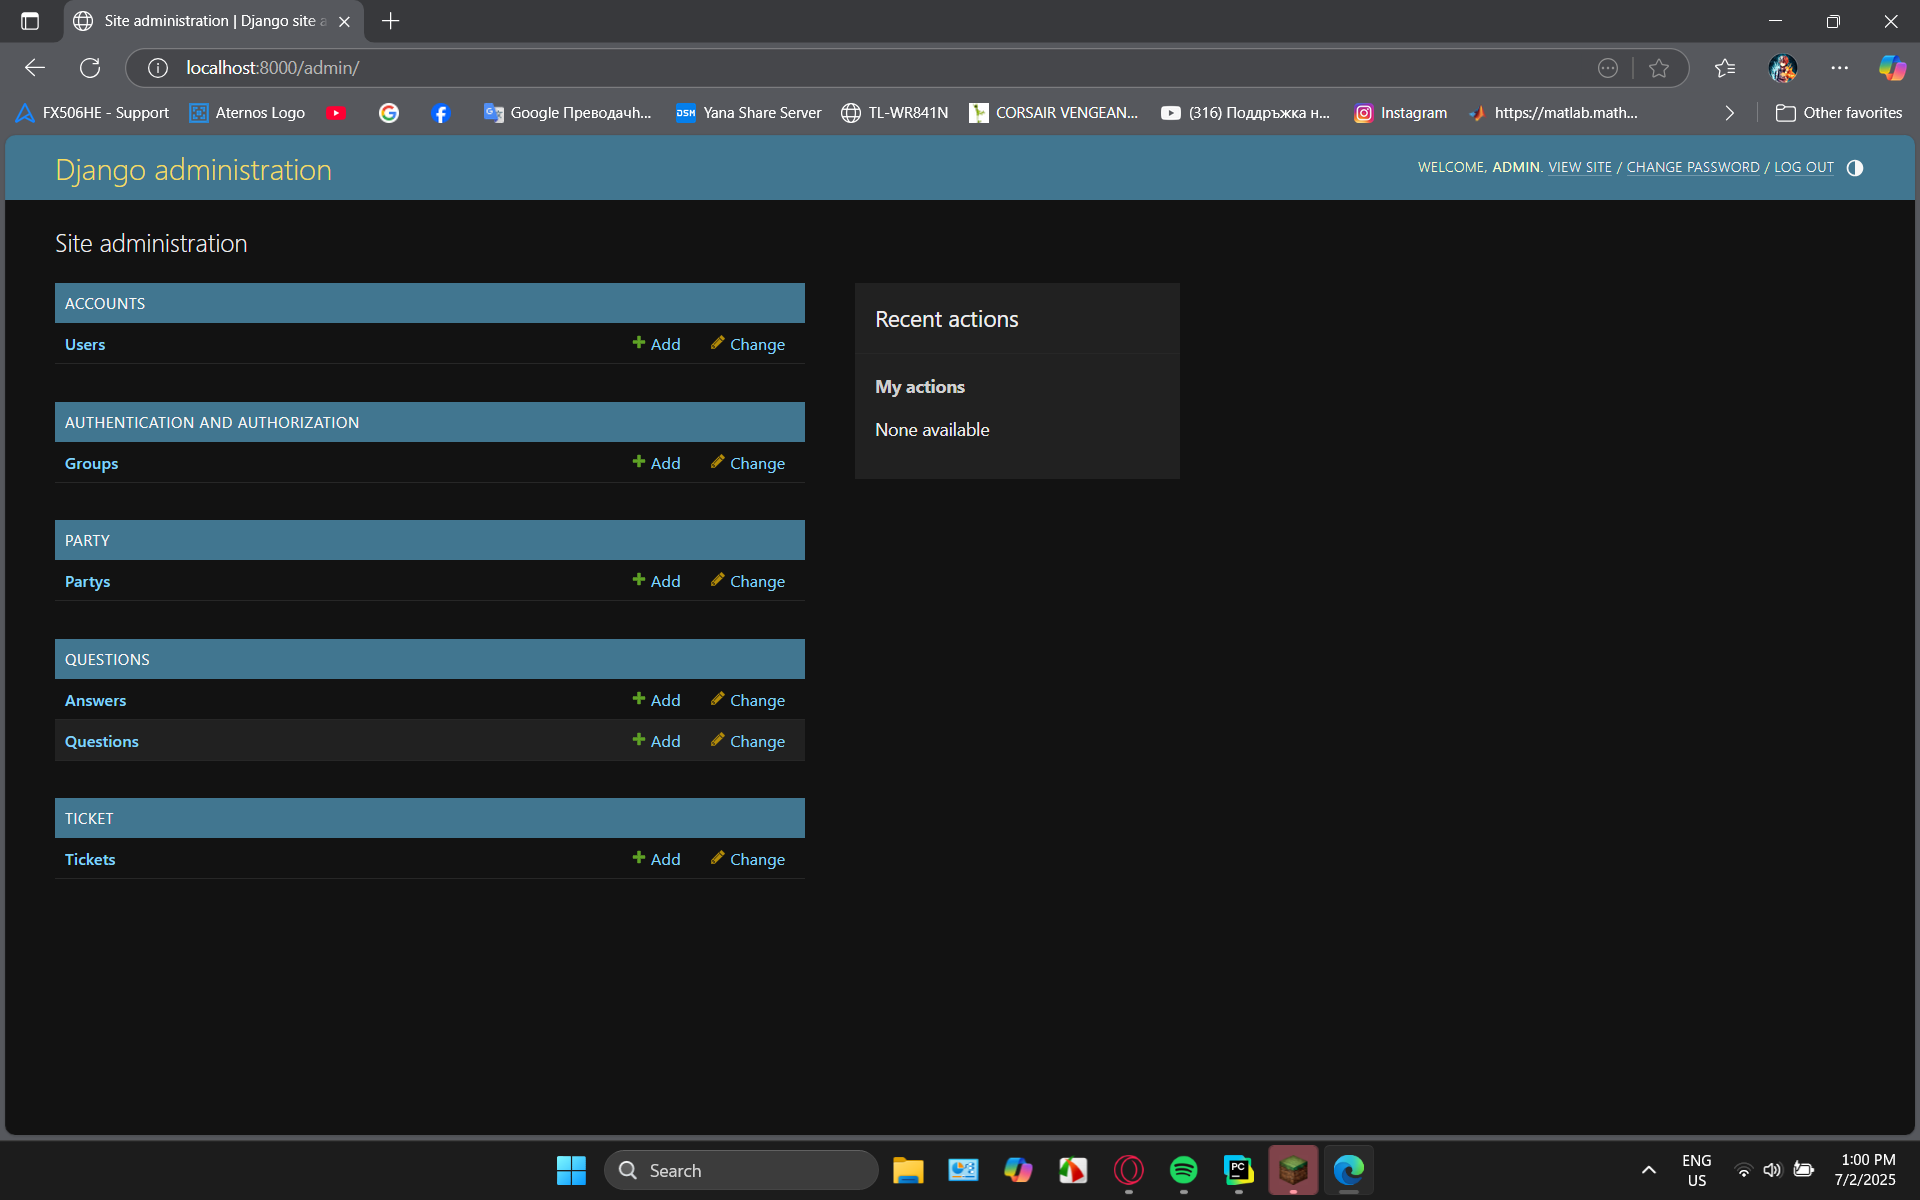 Site administration | Django site a
localhost:8000/admin/
FX506HE - Support
Aternos Logo
Google Преводачh...
DSM
Yana Share Server
TL-WR841N
CORSAIR VENGEAN...
(316) Поддръжка н...
Instagram
https://matlab.math...
Other favorites
Django administration
WELCOME, ADMIN. VIEW SITE / CHANGE PASSWORD / LOG OUT
Site administration
ACCOUNTS
Users Add Change
AUTHENTICATION AND AUTHORIZATION
Groups Add Change
PARTY
Partys Add Change
QUESTIONS
Answers Add Change
Questions Add Change
TICKET
Tickets Add Change
Recent actions
My actions
None available
Search
PC
ENG
US
1:00 PM
7/2/2025